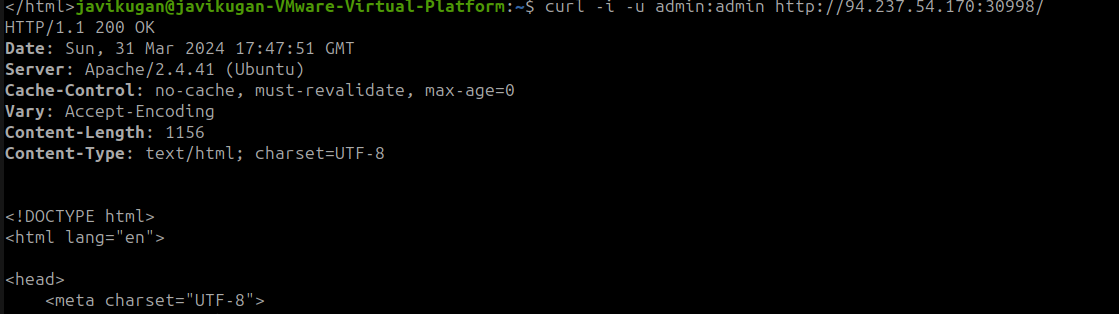 </html>javikugan@javikugan-VMware-Virtual-Platform:~$ curl -i -u admin:admin http://94.237.54.170:30998/
HTTP/1.1 200 OK
Date: Sun, 31 Mar 2024 17:47:51 GMT
Server: Apache/2.4.41 (Ubuntu)
Cache-Control: no-cache, must-revalidate, max-age=0
Vary: Accept-Encoding
Content-Length: 1156
Content-Type: text/html; charset=UTF-8
<!DOCTYPE html>
<html lang="en">
<head>
    <meta charset="UTF-8">